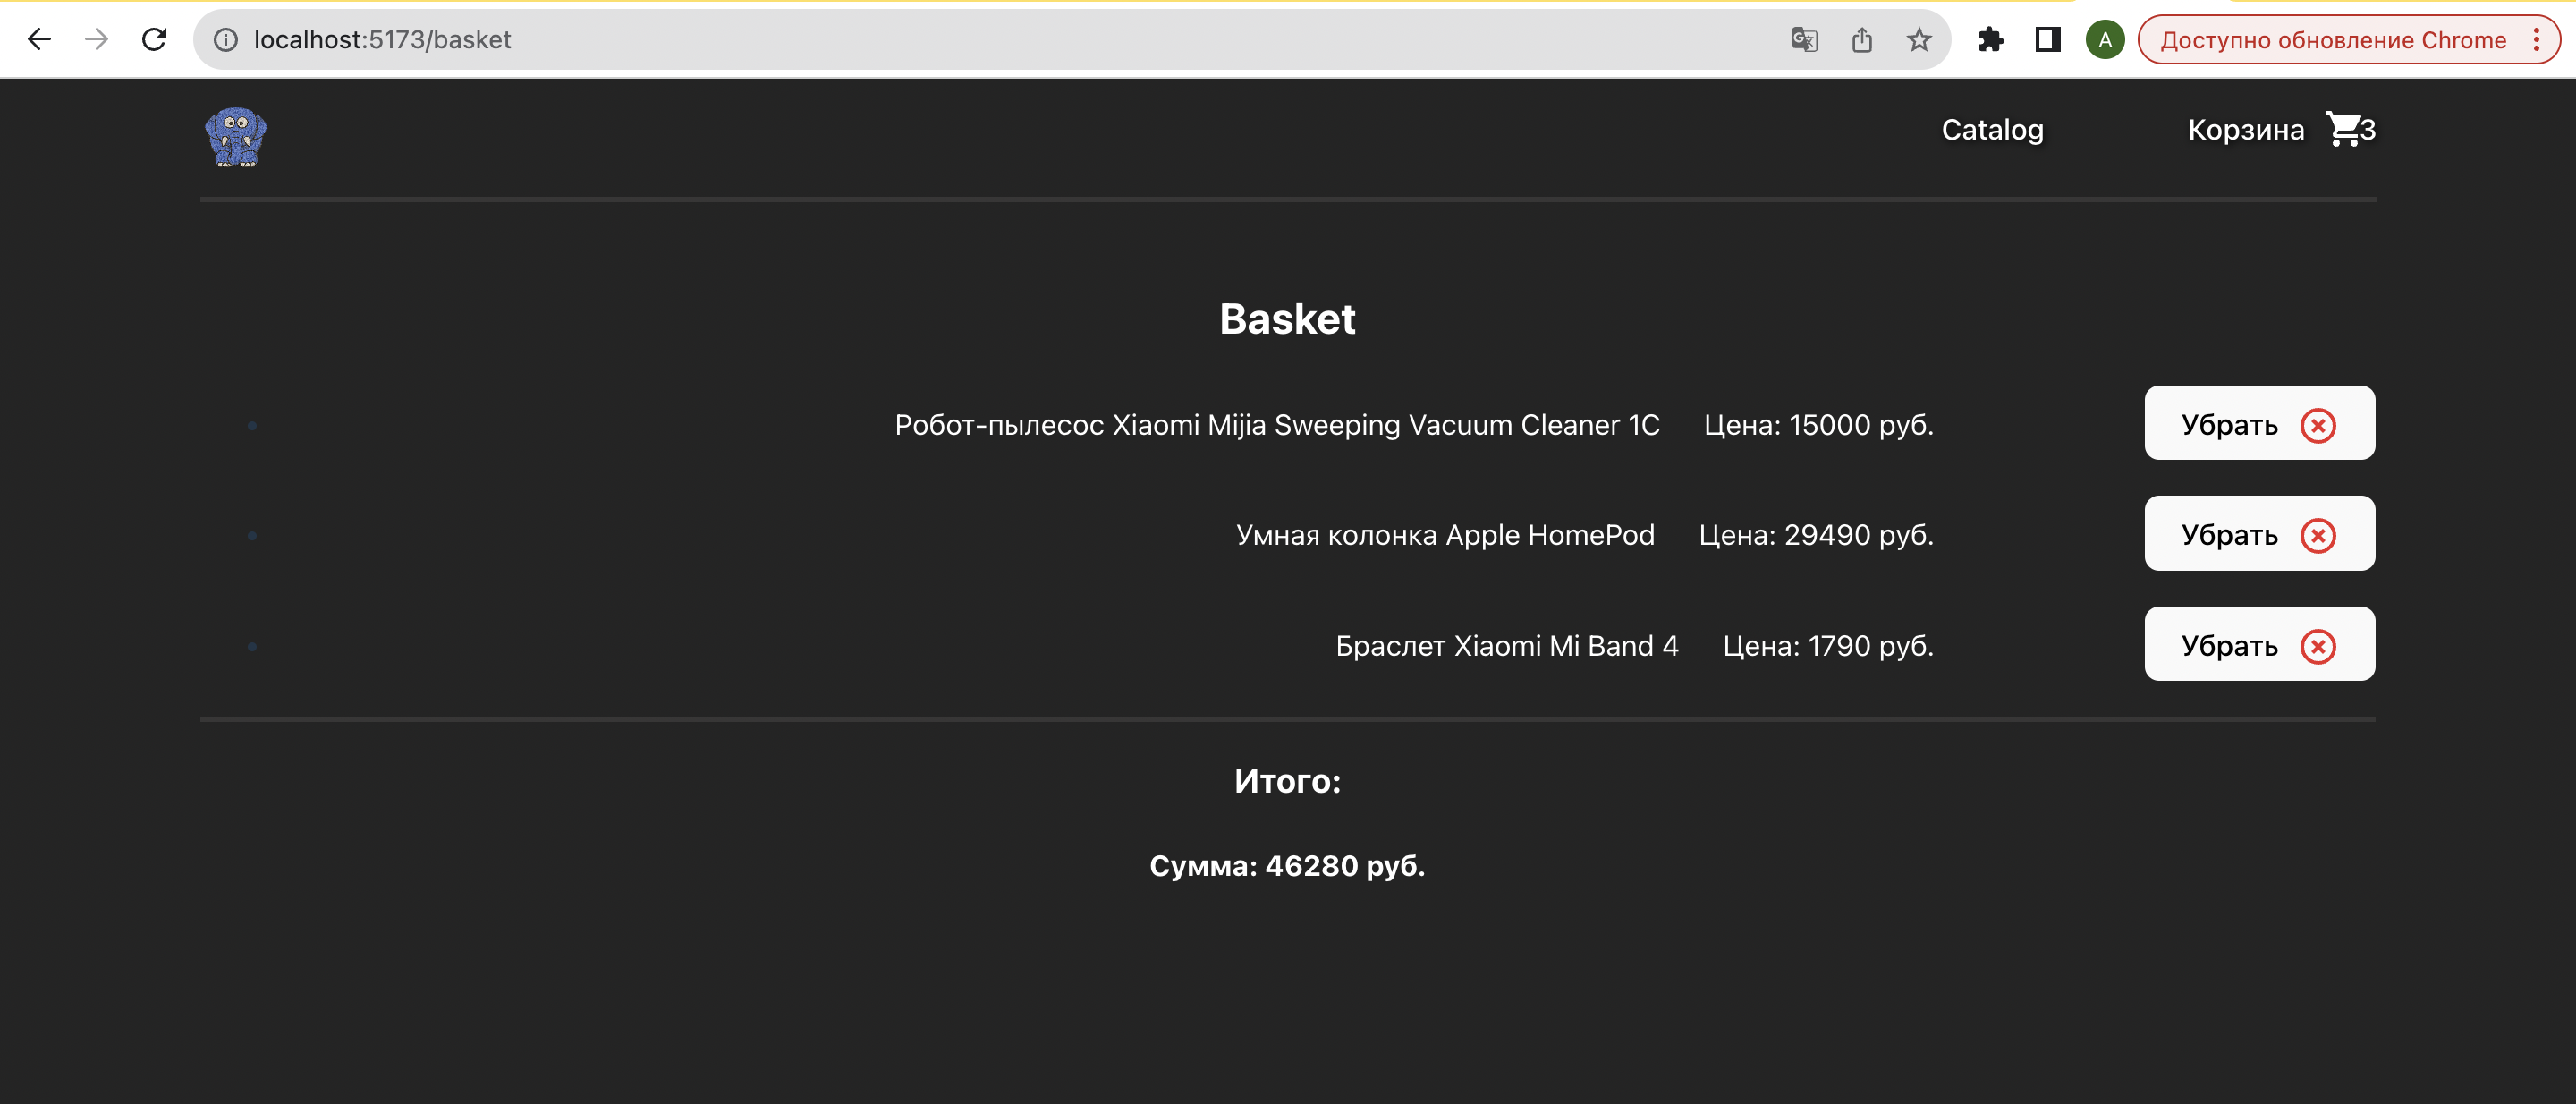 localhost:5173/basket
A
Доступно обновление Chrome
Catalog
Корзина 3
Basket
Робот-пылесос Xiaomi Mijia Sweeping Vacuum Cleaner 1C Цена: 15000 руб. Убрать
Умная колонка Apple HomePod Цена: 29490 руб. Убрать
Браслет Xiaomi Mi Band 4 Цена: 1790 руб. Убрать
Итого:
Сумма: 46280 руб.